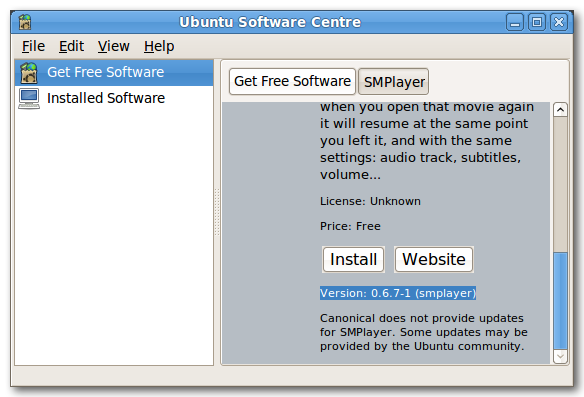 Ubuntu Software Centre
File Edit View Help
Get Free Software
Installed Software
Get Free Software SMPlayer
when you open that movie again
it will resume at the same point
you left it, and with the same
settings: audio track, subtitles,
volume...
License: Unknown
Price: Free
Install Website
Version: 0.6.7-1 (smplayer)
Canonical does not provide updates
for SMPlayer. Some updates may be
provided by the Ubuntu community.